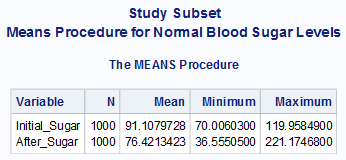 Study Subset
Means Procedure for Normal Blood Sugar Levels
The MEANS Procedure
Variable N Mean Minimum Maximum
Initial_Sugar 1000 91.1079728 70.0060300 119.9584900
After_Sugar 1000 76.4213423 36.5550500 221.1746800